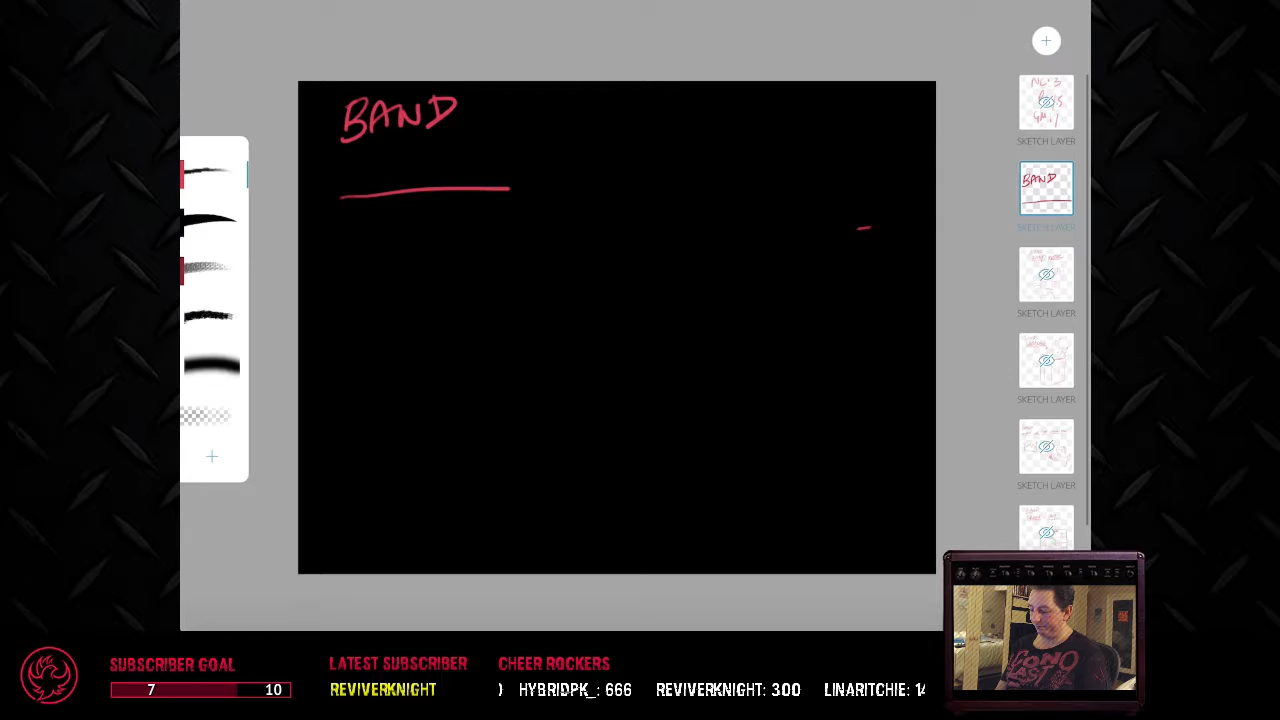 BAND
SKETCH LAYER
BAND
SKETCH LAYER
SKETCH LAYER
SKETCH LAYER
SKETCH LAYER
SUBSCRIBER GOAL
7 10
LATEST SUBSCRIBER
REVIVERKNIGHT
CHEER ROCKERS
) HYBRIDPK_: 666 REVIVERKNIGHT: 300 LINARITCHIE: 14